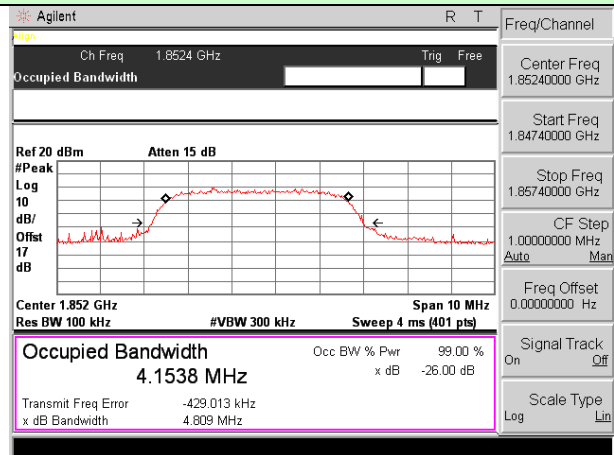 Agilent R T
Align
Ch Freq 1.8524 GHz Trig Free
Occupied Bandwidth
Ref 20 dBm Atten 15 dB
#Peak
Log
10
dB/
Offst
17
dB
Center 1.852 GHz Span 10 MHz
Res BW 100 kHz #VBW 300 kHz Sweep 4 ms (401 pts)
Occupied Bandwidth Occ BW % Pwr 99.00 %
4.1538 MHz x dB -26.00 dB
Transmit Freq Error -429.013 kHz
x dB Bandwidth 4.809 MHz
Freq/Channel
Center Freq
1.85240000 GHz
Start Freq
1.84740000 GHz
Stop Freq
1.85740000 GHz
CF Step
1.00000000 MHz
Auto Man
Freq Offset
0.00000000 Hz
Signal Track
On Off
Scale Type
Log Lin